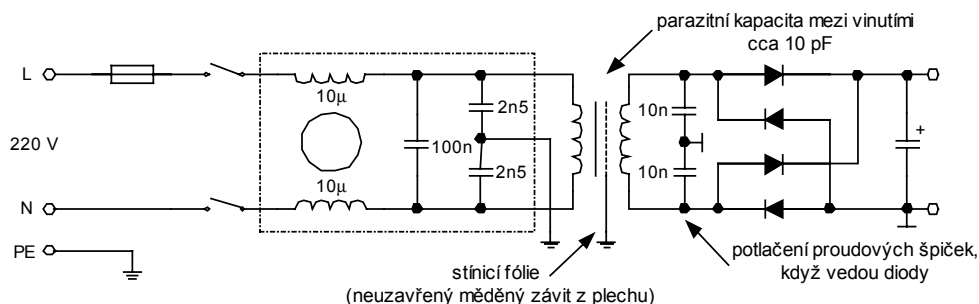 parazitní kapacita mezi vinutími
cca 10 pF
L
10µ
2n5
10n
+
220 V
100n
2n5
10n
10µ
N
PE
stínicí fólie
(neuzavřený měděný závit z plechu)
potlačení proudových špiček,
když vedou diody